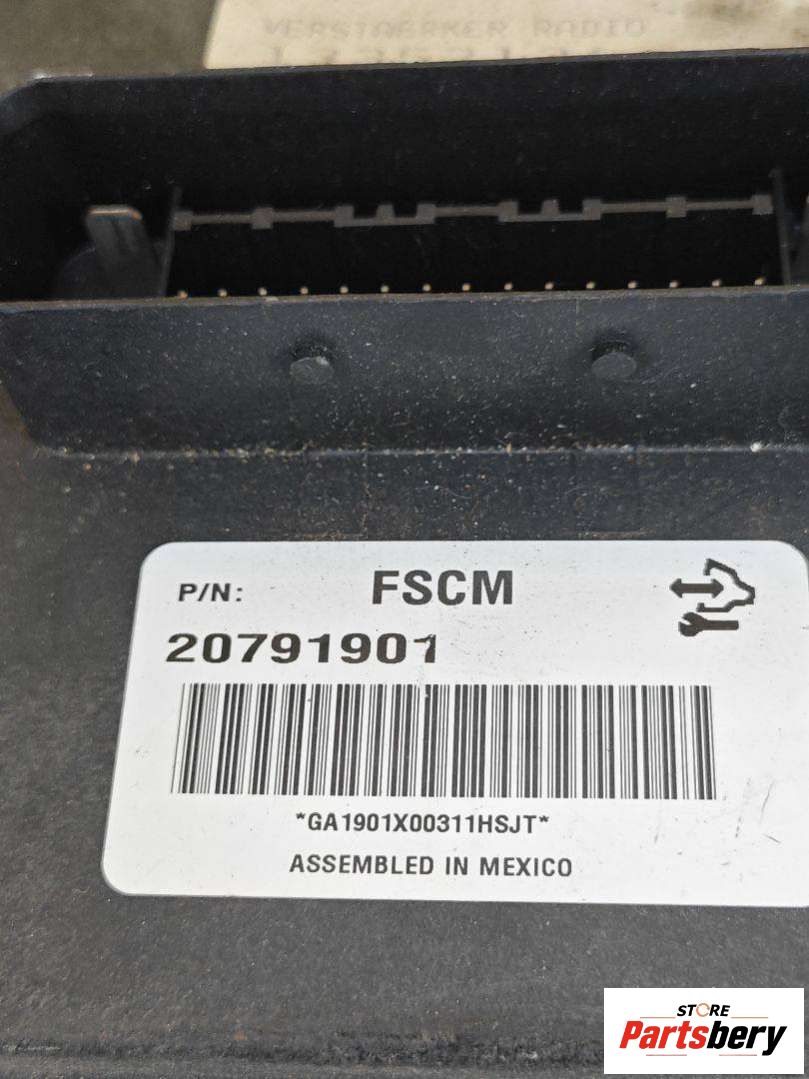 VERSTAERKER RADIO
P/N:
FSCM
20791901
*GA1901X00311HSJT*
ASSEMBLED IN MEXICO
STORE
Partsbery